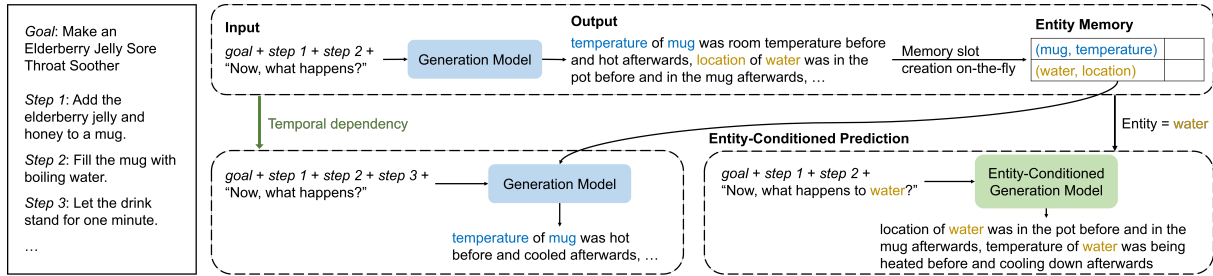 Goal: Make an
Elderberry Jelly Sore
Throat Soother
Step 1: Add the
elderberry jelly and
honey to a mug.
Step 2: Fill the mug with
boiling water.
Step 3: Let the drink
stand for one minute.
…
Input
goal + step 1 + step 2 +
“Now, what happens?”
Generation Model
Output
temperature of mug was room temperature before
and hot afterwards, location of water was in the
pot before and in the mug afterwards, …
Memory slot
creation on-the-fly
Entity Memory
(mug, temperature)
(water, location)
Temporal dependency
Entity = water
goal + step 1 + step 2 + step 3 +
“Now, what happens?”
Generation Model
temperature of mug was hot
before and cooled afterwards, …
Entity-Conditioned Prediction
goal + step 1 + step 2 +
“Now, what happens to water?”
Entity-Conditioned
Generation Model
location of water was in the pot before and in the
mug afterwards, temperature of water was being
heated before and cooling down afterwards